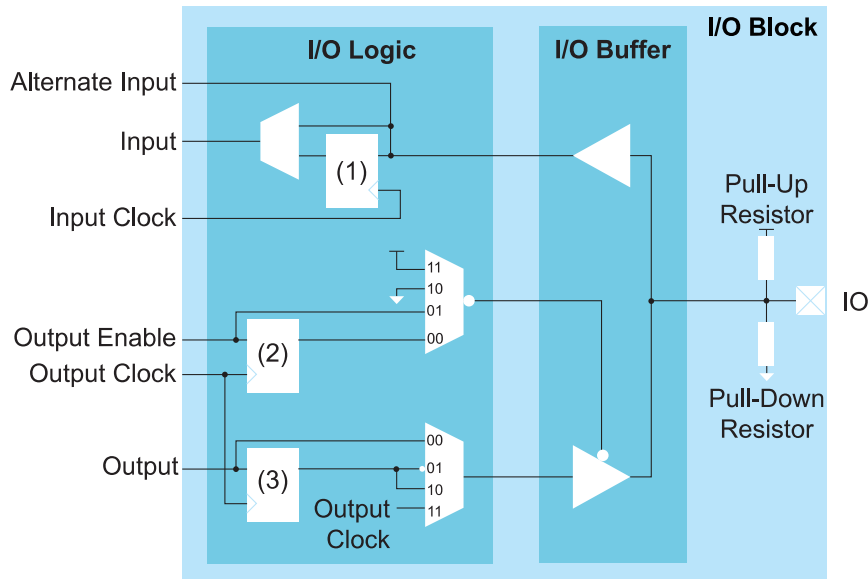 I/O Block
I/O Logic
I/O Buffer
Alternate Input
Input
(1)
Input Clock
Pull-Up
Resistor
11
10
01
00
IO
Output Enable
(2)
Output Clock
Pull-Down
Resistor
00
01
10
11
Output
(3)
Output
Clock